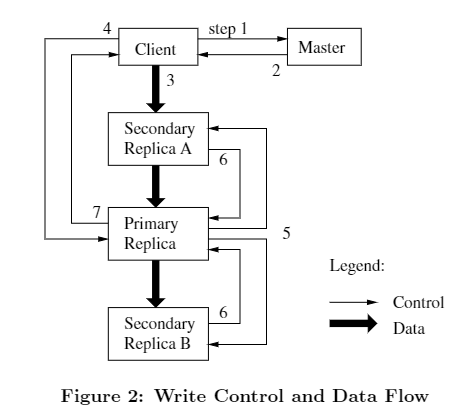 4
step 1
Client
Master
2
3
Secondary
Replica A
6
7
Primary
Replica
5
Legend:
Control
Data
6
Secondary
Replica B
Figure 2: Write Control and Data Flow